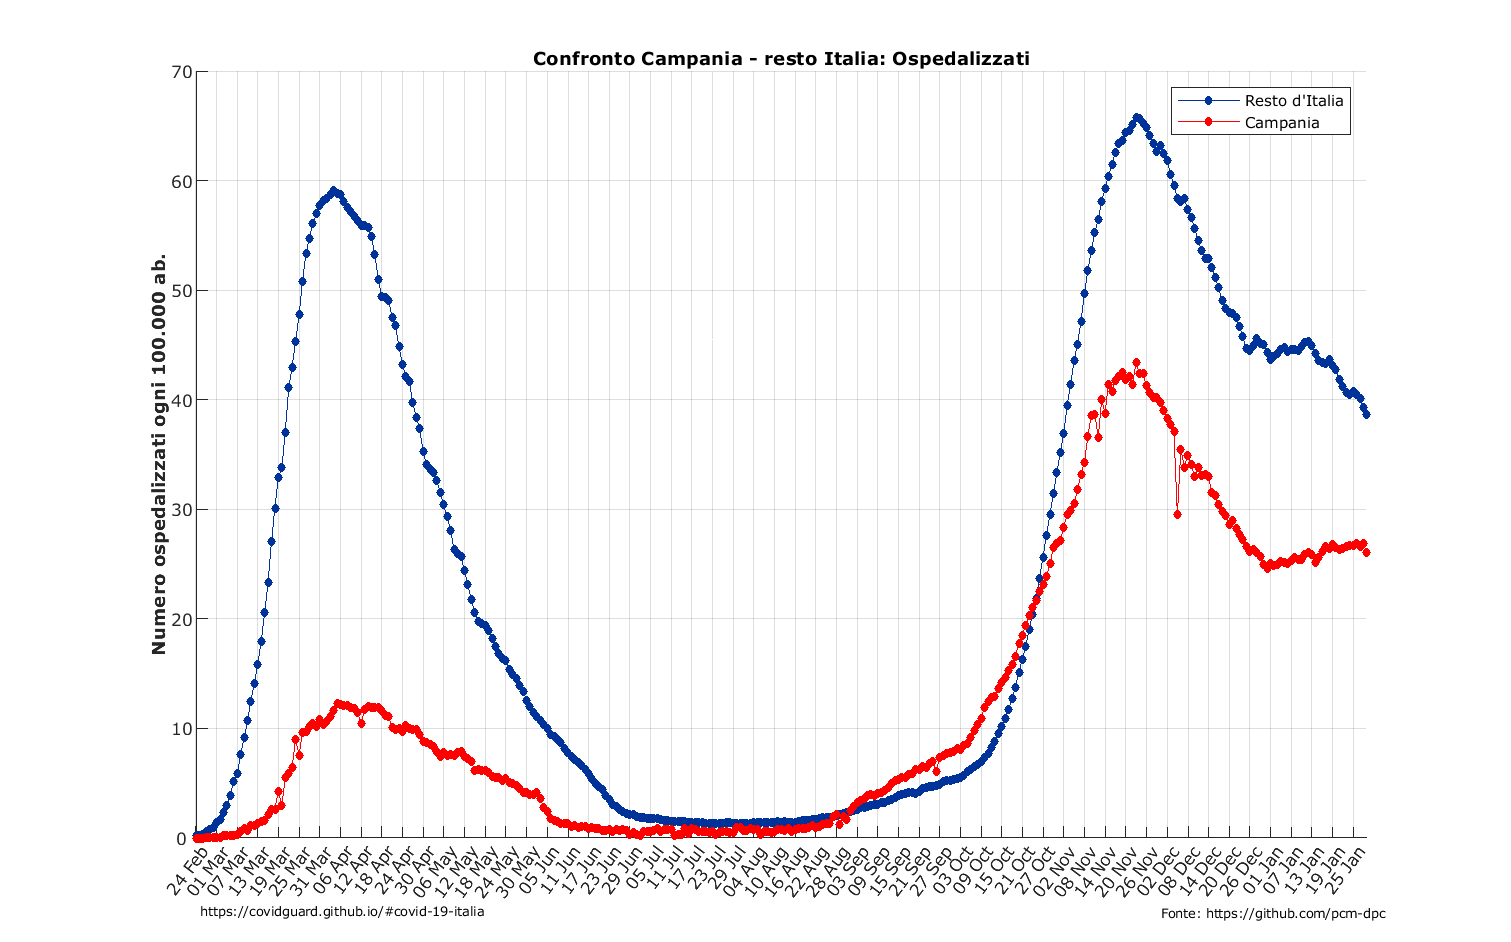 Confronto Campania - resto Italia: Ospedalizzati
Resto d'Italia
Campania
Numero ospedalizzati ogni 100.000 ab.
70
60
50
40
30
20
10
0
24 Feb
01 Mar
07 Mar
13 Mar
19 Mar
25 Mar
31 Mar
06 Apr
12 Apr
18 Apr
24 Apr
30 Apr
06 May
12 May
18 May
24 May
30 May
05 Jun
11 Jun
17 Jun
23 Jun
29 Jun
05 Jul
11 Jul
17 Jul
23 Jul
29 Jul
04 Aug
10 Aug
16 Aug
22 Aug
28 Aug
03 Sep
09 Sep
15 Sep
21 Sep
27 Sep
03 Oct
09 Oct
15 Oct
21 Oct
27 Oct
02 Nov
08 Nov
14 Nov
20 Nov
26 Nov
02 Dec
08 Dec
14 Dec
20 Dec
26 Dec
01 Jan
07 Jan
13 Jan
19 Jan
25 Jan
https://covidguard.github.io/#covid-19-italia
Fonte: https://github.com/pcm-dpc